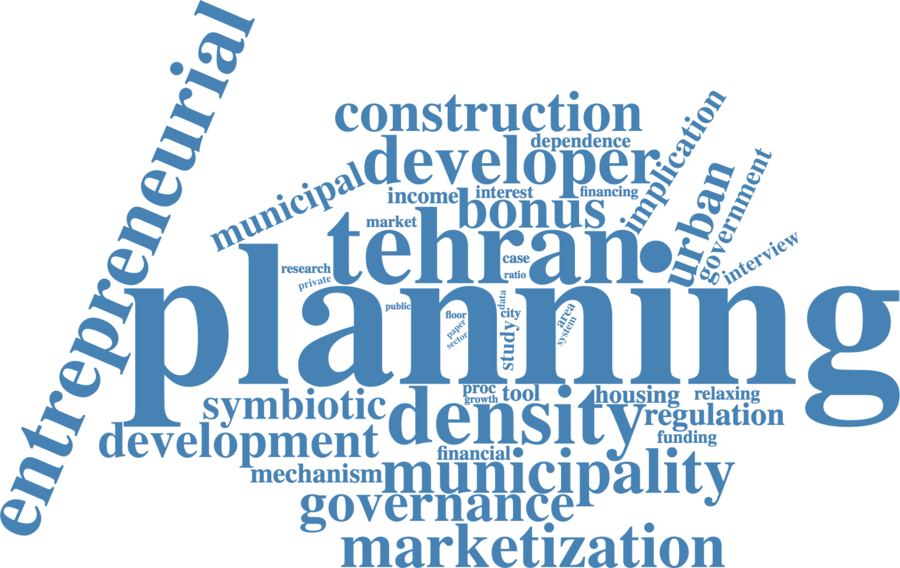 entrepreneurial
construction
dependence
developer
implication
municipal
income
interest
financing
bonus
urban
government
market
tehran
interview
research
case
private
ratio
planning
public
data
floor
city
area
paper
study
system
sector
proc
tool
housing
relaxing
growth
symbiotic
density
regulation
development
funding
financial
mechanism
municipality
governance
marketization